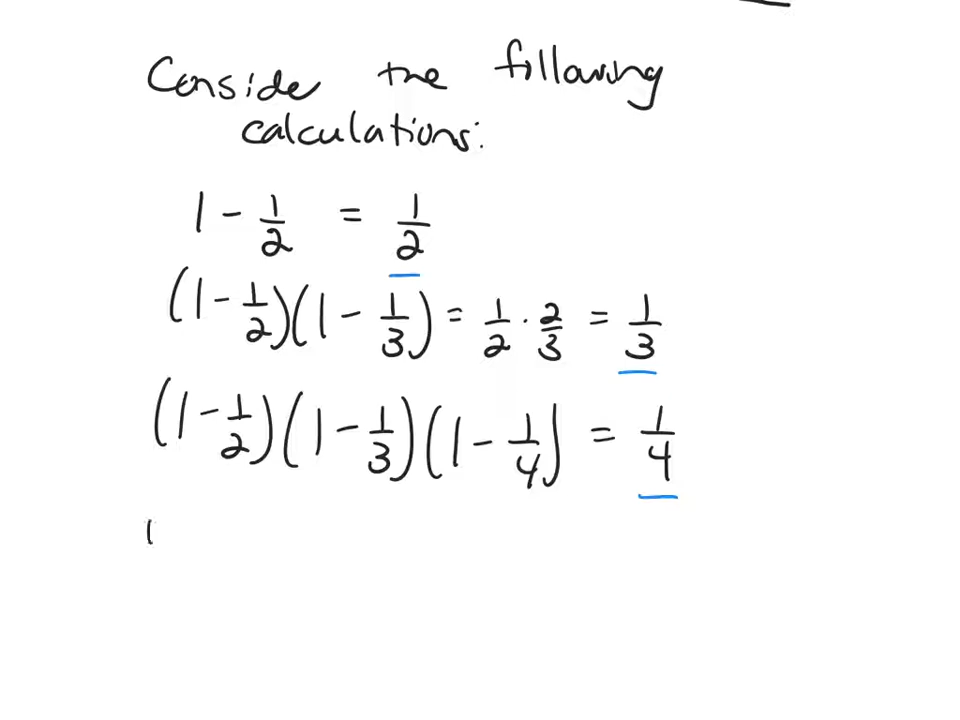 Conside the following
calculations:
1 - 1/2 = 1/2
(1 - 1/2)(1 - 1/3) = 1/2 · 2/3 = 1/3
(1 - 1/2)(1 - 1/3)(1 - 1/4) = 1/4